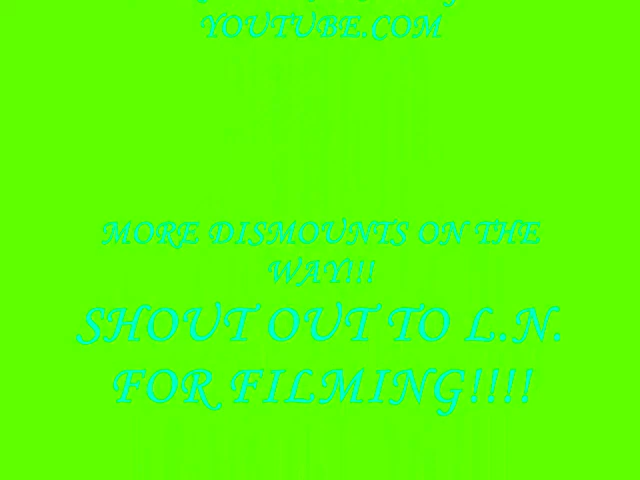 YOUTUBE.COM
MORE DISMOUNTS ON THE
WAY!!!
SHOUT OUT TO L.N.
FOR FILMING!!!!